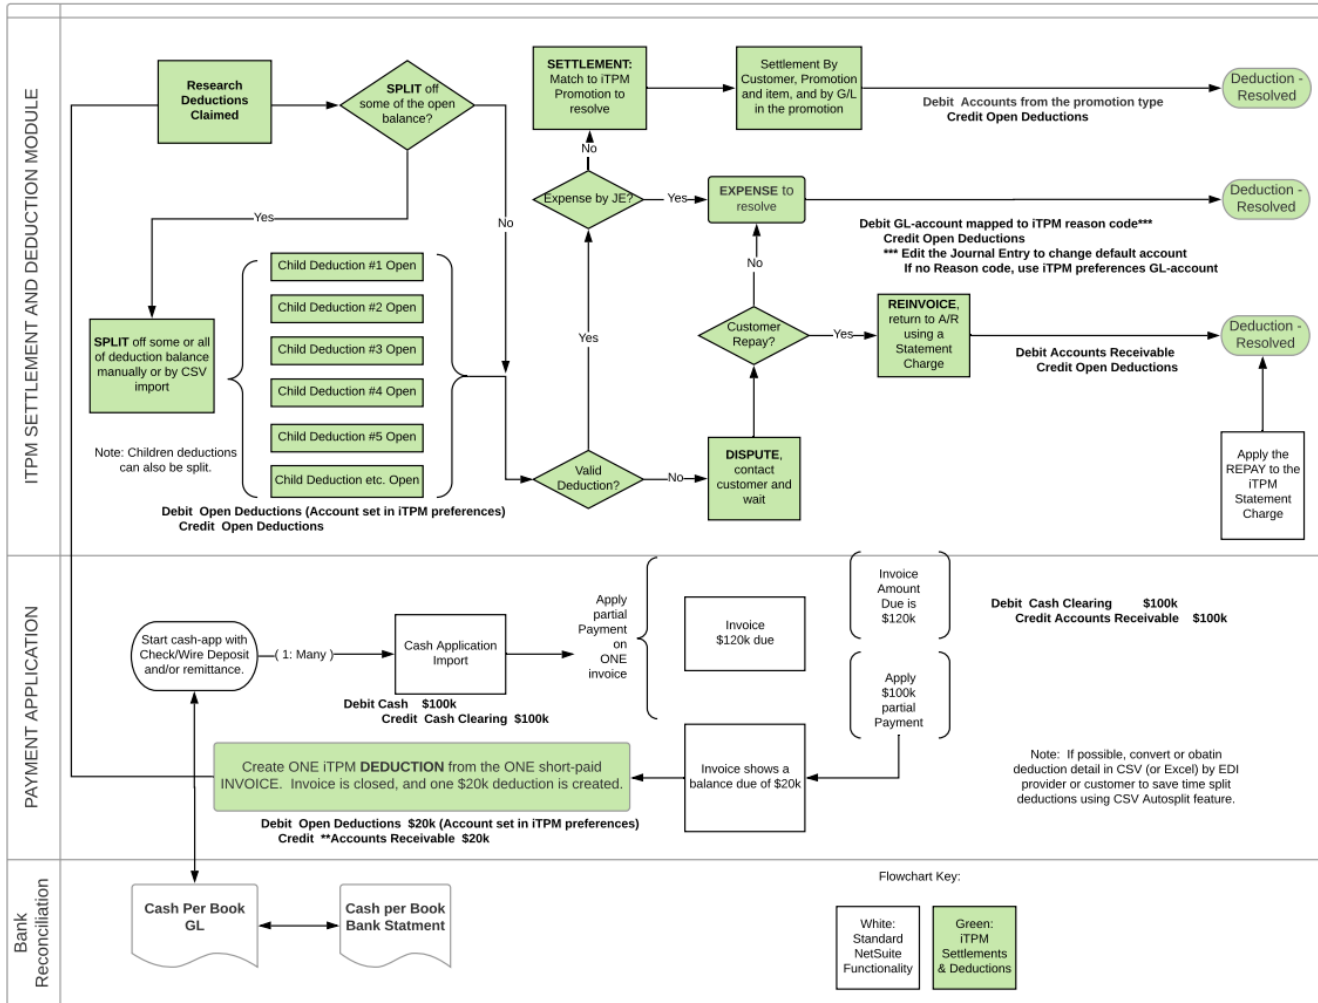 ITPM SETTLEMENT AND DEDUCTION MODULE
Research
Deductions
Claimed
SPLIT off
some of the open
balance?
SETTLEMENT:
Match to iTPM
Promotion to
resolve
Settlement By
Customer, Promotion
and item, and by G/L
in the promotion
Debit  Accounts from the promotion type
Credit Open Deductions
Deduction -
Resolved
No
Expense by JE?
Yes
EXPENSE to
resolve
Debit GL-account mapped to iTPM reason code***
Credit Open Deductions
*** Edit the Journal Entry to change default account
If no Reason code, use iTPM preferences GL-account
Deduction -
Resolved
Yes
No
No
SPLIT off some or all
of deduction balance
manually or by CSV
import
Note: Children deductions
can also be split.
Child Deduction #1 Open
Child Deduction #2 Open
Child Deduction #3 Open
Child Deduction #4 Open
Child Deduction #5 Open
Child Deduction etc. Open
Debit  Open Deductions (Account set in iTPM preferences)
Credit  Open Deductions
Yes
Valid
Deduction?
No
DISPUTE,
contact
customer and
wait
Customer
Repay?
Yes
REINVOICE,
return to A/R
using a
Statement
Charge
Debit Accounts Receivable
Credit Open Deductions
Deduction -
Resolved
Apply the
REPAY to the
iTPM
Statement
Charge
PAYMENT APPLICATION
Start cash-app with
Check/Wire Deposit
and/or remittance.
( 1: Many )
Cash Application
Import
Debit Cash   $100k
Credit  Cash Clearing  $100k
Apply
partial
Payment
on
ONE
invoice
Invoice
$120k due
Invoice
Amount
Due is
$120k
Debit  Cash Clearing   $100k
Credit Accounts Receivable   $100k
Apply
$100k
partial
Payment
Invoice shows a
balance due of $20k
Create ONE iTPM DEDUCTION from the ONE short-paid
INVOICE.  Invoice is closed, and one $20k deduction is created.
Debit  Open Deductions  $20k (Account set in iTPM preferences)
Credit  **Accounts Receivable  $20k
Note:  If possible, convert or obatin
deduction detail in CSV (or Excel) by EDI
provider or customer to save time split
deductions using CSV Autosplit feature.
Bank
Reconciliation
Cash Per Book
GL
Cash per Book
Bank Statment
Flowchart Key:
White:
Standard
NetSuite
Functionality
Green:
iTPM
Settlements
& Deductions